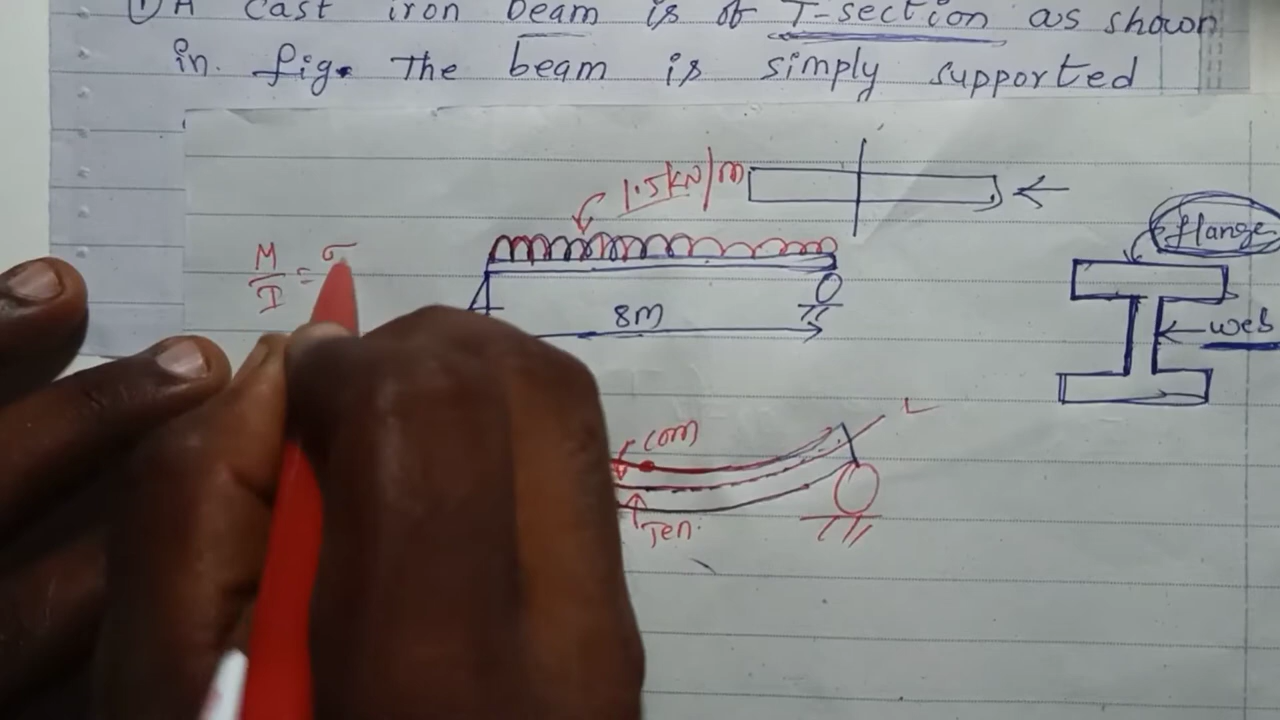 ① A cast iron beam is of T-section as shown
in. fig. The beam is simply supported
1.5kN/m
flange
M/I = σ
8M
web
com
Ten.